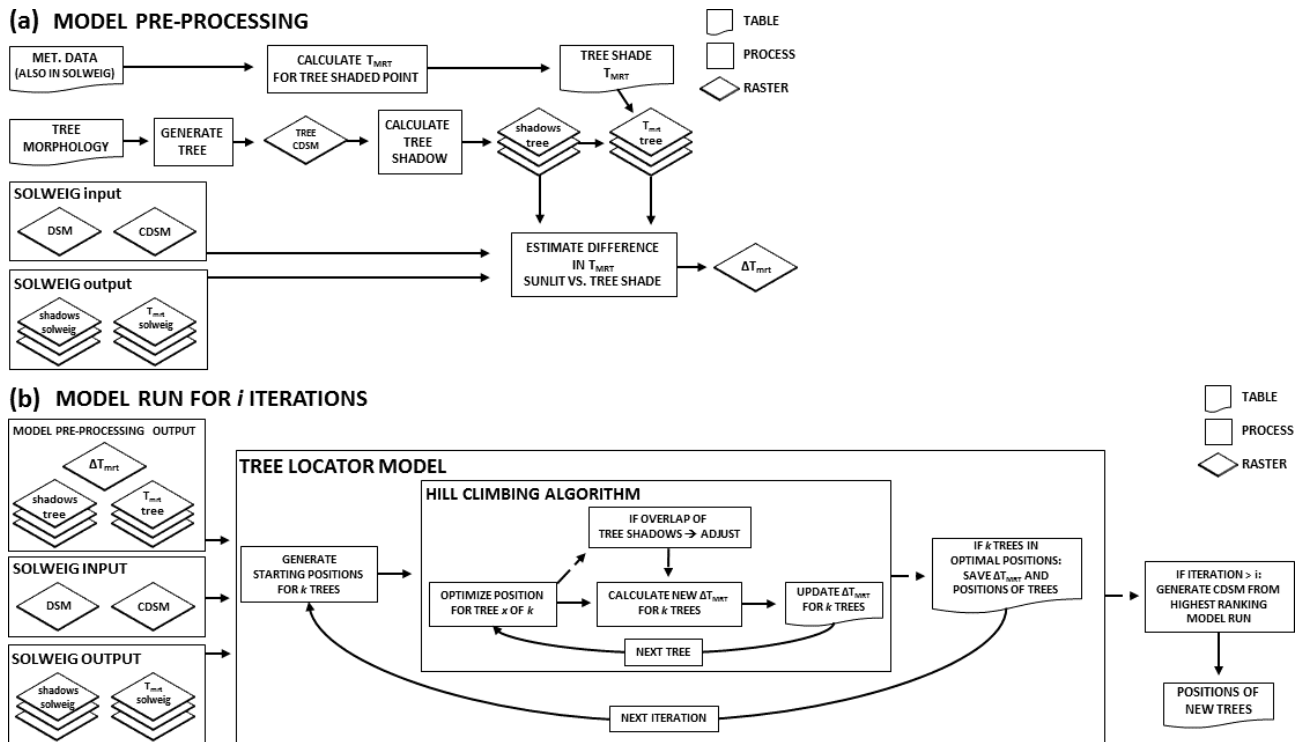 (a) MODEL PRE-PROCESSING
TABLE
PROCESS
RASTER
MET. DATA
(ALSO IN SOLWEIG)
CALCULATE TMRT
FOR TREE SHADED POINT
TREE SHADE
TMRT
TREE
MORPHOLOGY
GENERATE
TREE
TREE
CDSM
CALCULATE
TREE
SHADOW
shadows
tree
Tmrt
tree
SOLWEIG input
DSM
CDSM
ESTIMATE DIFFERENCE
IN TMRT
SUNLIT VS. TREE SHADE
ΔTmrt
SOLWEIG output
shadows
solweig
Tmrt
solweig
(b) MODEL RUN FOR i ITERATIONS
TABLE
PROCESS
RASTER
MODEL PRE-PROCESSING OUTPUT
ΔTmrt
shadows
tree
Tmrt
tree
SOLWEIG INPUT
DSM
CDSM
SOLWEIG OUTPUT
shadows
solweig
Tmrt
solweig
TREE LOCATOR MODEL
GENERATE
STARTING POSITIONS
FOR k TREES
HILL CLIMBING ALGORITHM
IF OVERLAP OF
TREE SHADOWS → ADJUST
OPTIMIZE POSITION
FOR TREE x OF k
CALCULATE NEW ΔTMRT
FOR k TREES
UPDATE ΔTMRT
FOR k TREES
NEXT TREE
IF k TREES IN
OPTIMAL POSITIONS:
SAVE ΔTMRT AND
POSITIONS OF TREES
NEXT ITERATION
IF ITERATION > i:
GENERATE CDSM FROM
HIGHEST RANKING
MODEL RUN
POSITIONS OF
NEW TREES